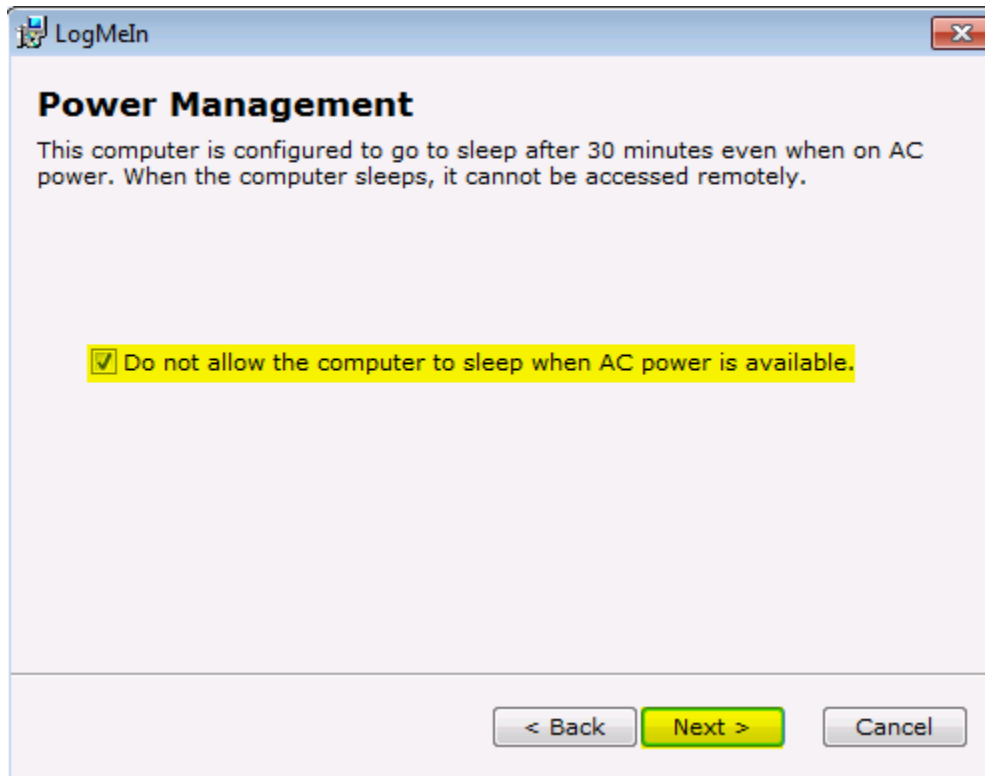 LogMeIn
Power Management
This computer is configured to go to sleep after 30 minutes even when on AC
power. When the computer sleeps, it cannot be accessed remotely.
Do not allow the computer to sleep when AC power is available.
< Back Next > Cancel